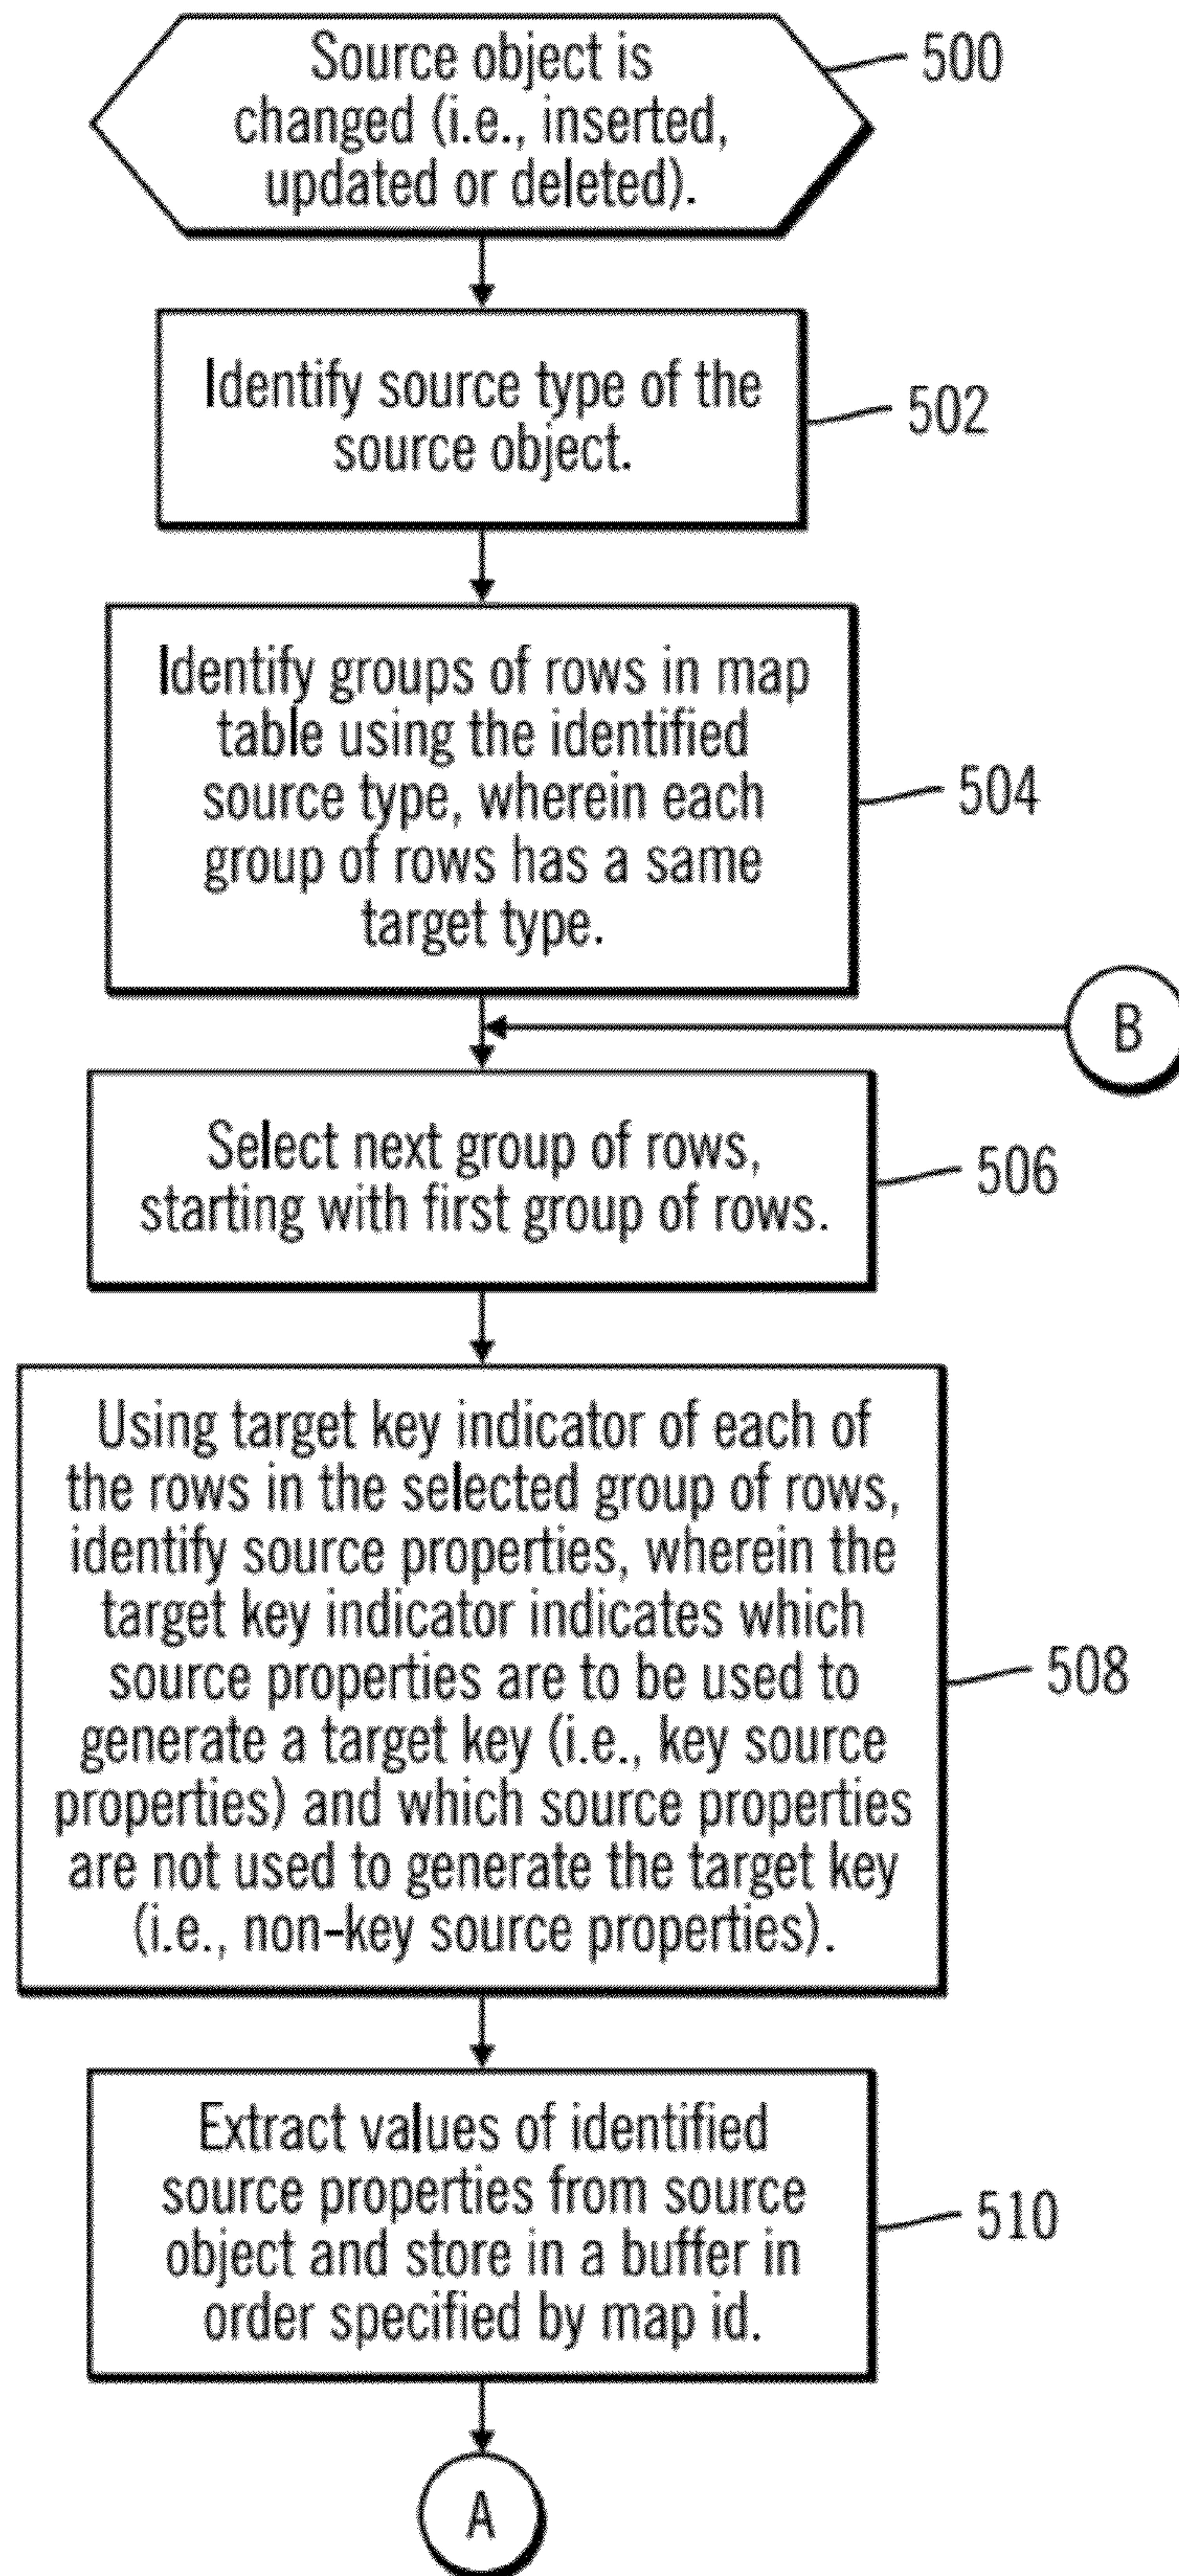 Source object is
changed (i.e., inserted,
updated or deleted).
500
Identify source type of the
source object.
502
Identify groups of rows in map
table using the identified
source type, wherein each
group of rows has a same
target type.
504
B
Select next group of rows,
starting with first group of rows.
506
Using target key indicator of each of
the rows in the selected group of rows,
identify source properties, wherein the
target key indicator indicates which
source properties are to be used to
generate a target key (i.e., key source
properties) and which source properties
are not used to generate the target key
(i.e., non-key source properties).
508
Extract values of identified
source properties from source
object and store in a buffer in
order specified by map id.
510
A